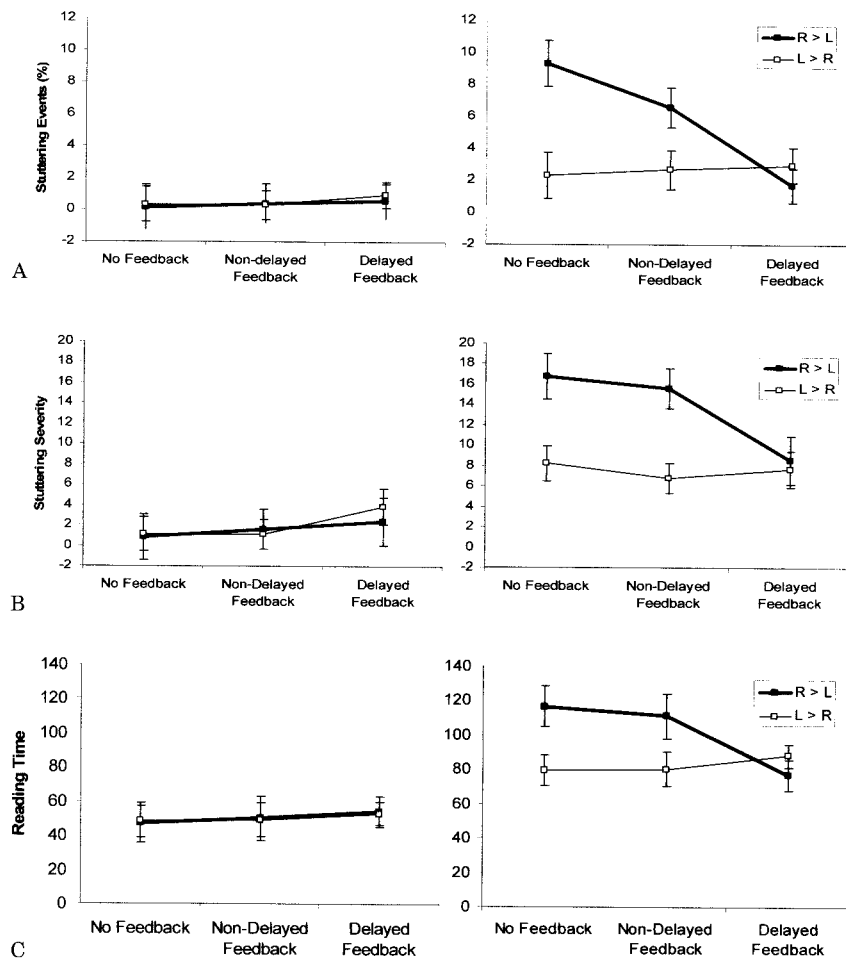 12
10
8
6
4
2
0
-2
Stuttering Events (%)
No Feedback
Non-delayed
Feedback
Delayed
Feedback
12
10
8
6
4
2
0
-2
R > L
L > R
No Feedback
Non-delayed
Feedback
Delayed
Feedback
A
20
18
16
14
12
10
8
6
4
2
0
-2
Stuttering Severity
No Feedback
Non-Delayed
Feedback
Delayed
Feedback
20
18
16
14
12
10
8
6
4
2
0
-2
R > L
L > R
No Feedback
Non-Delayed
Feedback
Delayed
Feedback
B
140
120
100
80
60
40
20
0
Reading Time
No Feedback
Non-Delayed
Feedback
Delayed
Feedback
140
120
100
80
60
40
20
0
R > L
L > R
No Feedback
Non-Delayed
Feedback
Delayed
Feedback
C